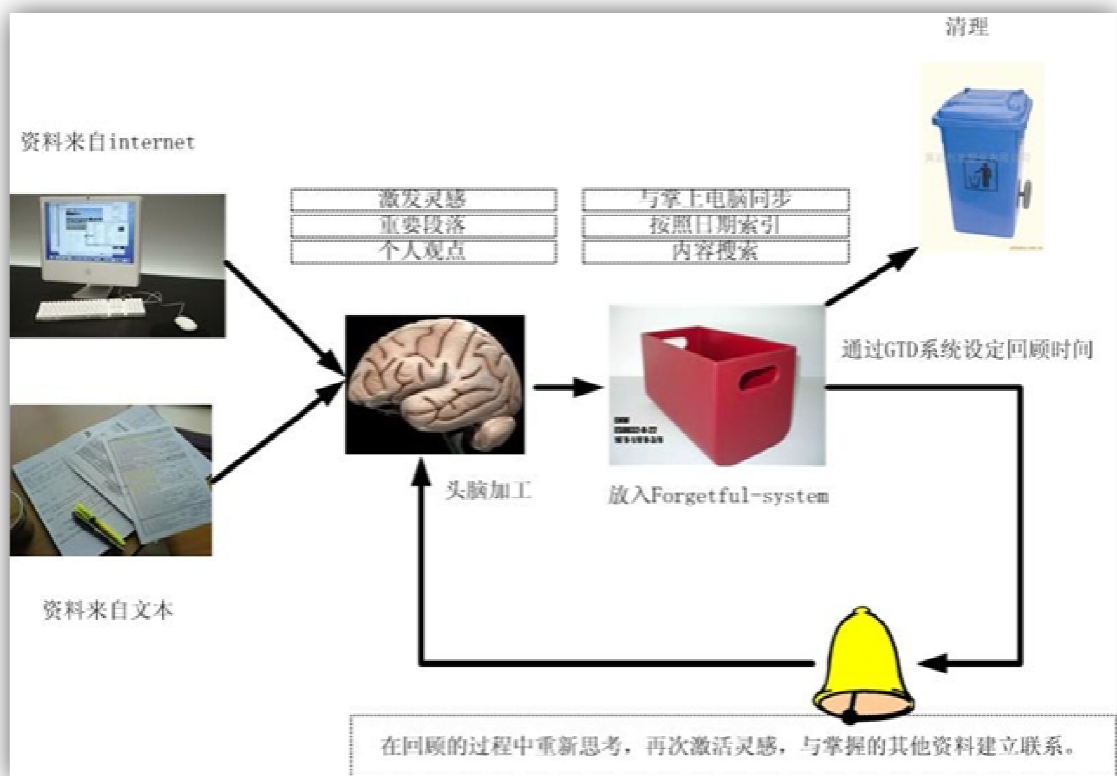 清理
资料来自internet
激发灵感
重要段落
个人观点
与掌上电脑同步
按照日期索引
内容搜索
通过GTD系统设定回顾时间
头脑加工
放入Forgetful-system
资料来自文本
在回顾的过程中重新思考，再次激活灵感，与掌握的其他资料建立联系。